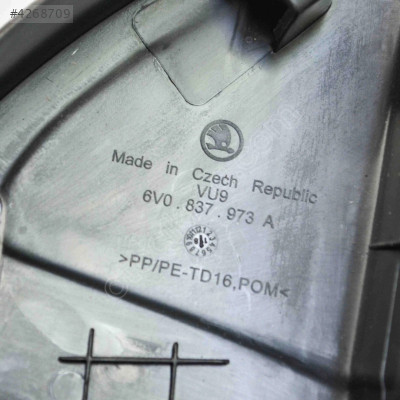 #4268709
Made in Czech Republic
VU9
6V0.837.973 A
>PP/PE-TD16,POM<